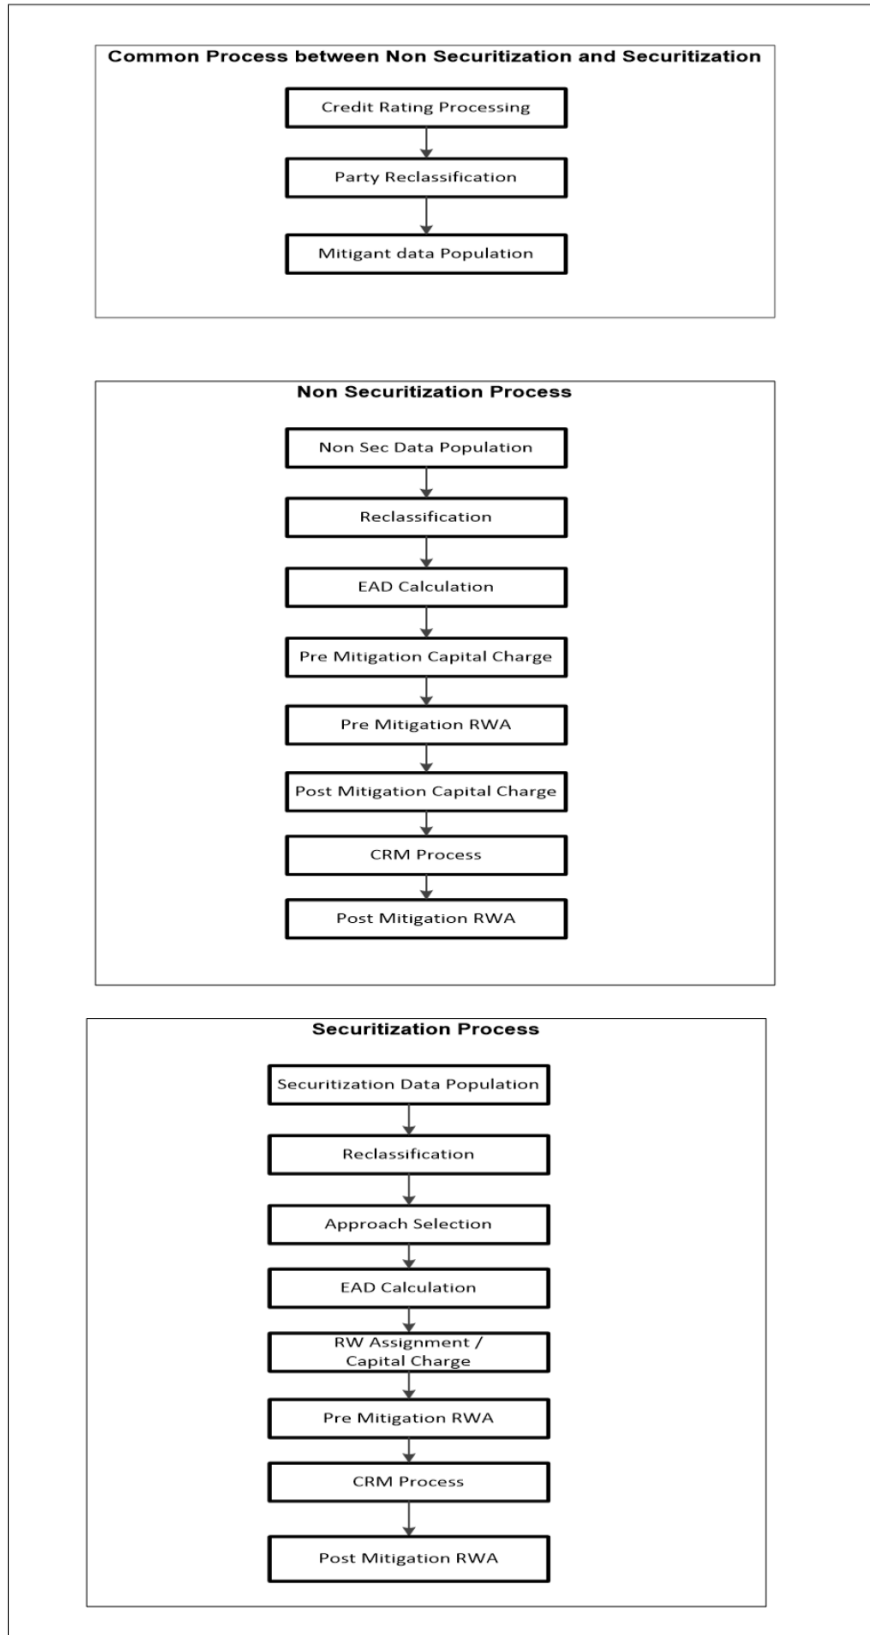 Common Process between Non Securitization and Securitization
Credit Rating Processing
Party Reclassification
Mitigant data Population
Non Securitization Process
Non Sec Data Population
Reclassification
EAD Calculation
Pre Mitigation Capital Charge
Pre Mitigation RWA
Post Mitigation Capital Charge
CRM Process
Post Mitigation RWA
Securitization Process
Securitization Data Population
Reclassification
Approach Selection
EAD Calculation
RW Assignment /
Capital Charge
Pre Mitigation RWA
CRM Process
Post Mitigation RWA